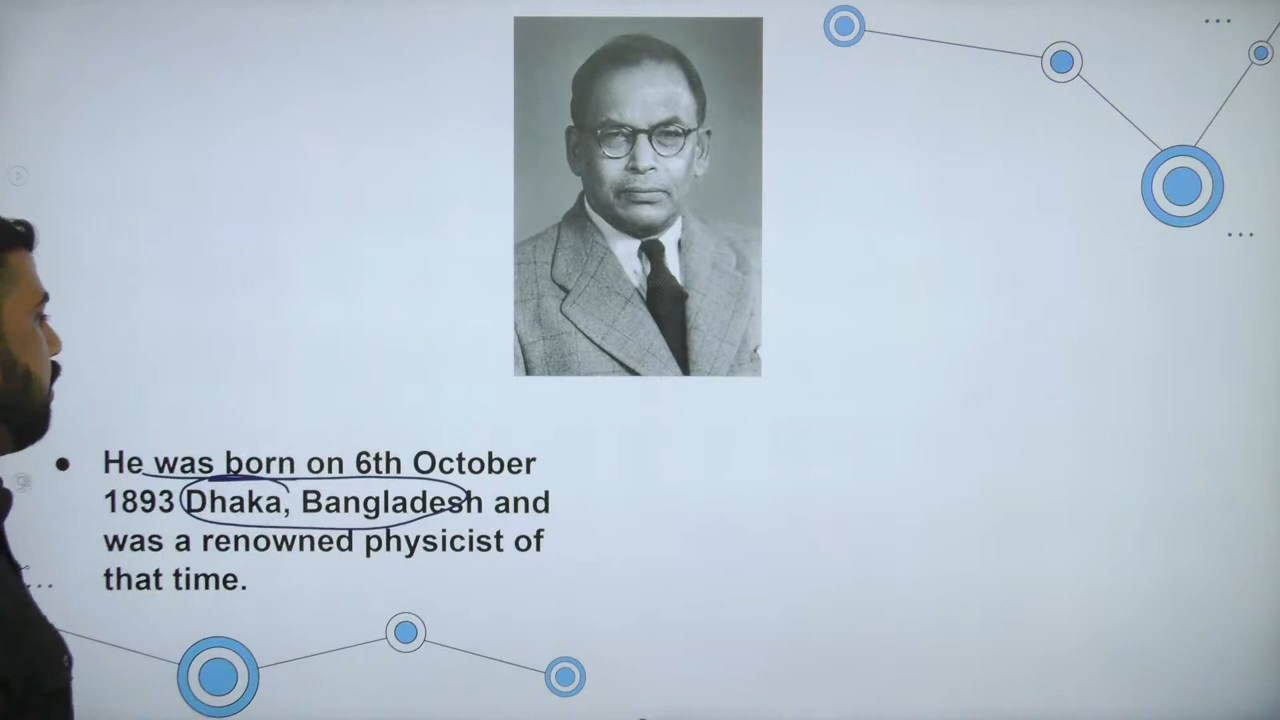 He was born on 6th October
1893 Dhaka, Bangladesh and
was a renowned physicist of
that time.